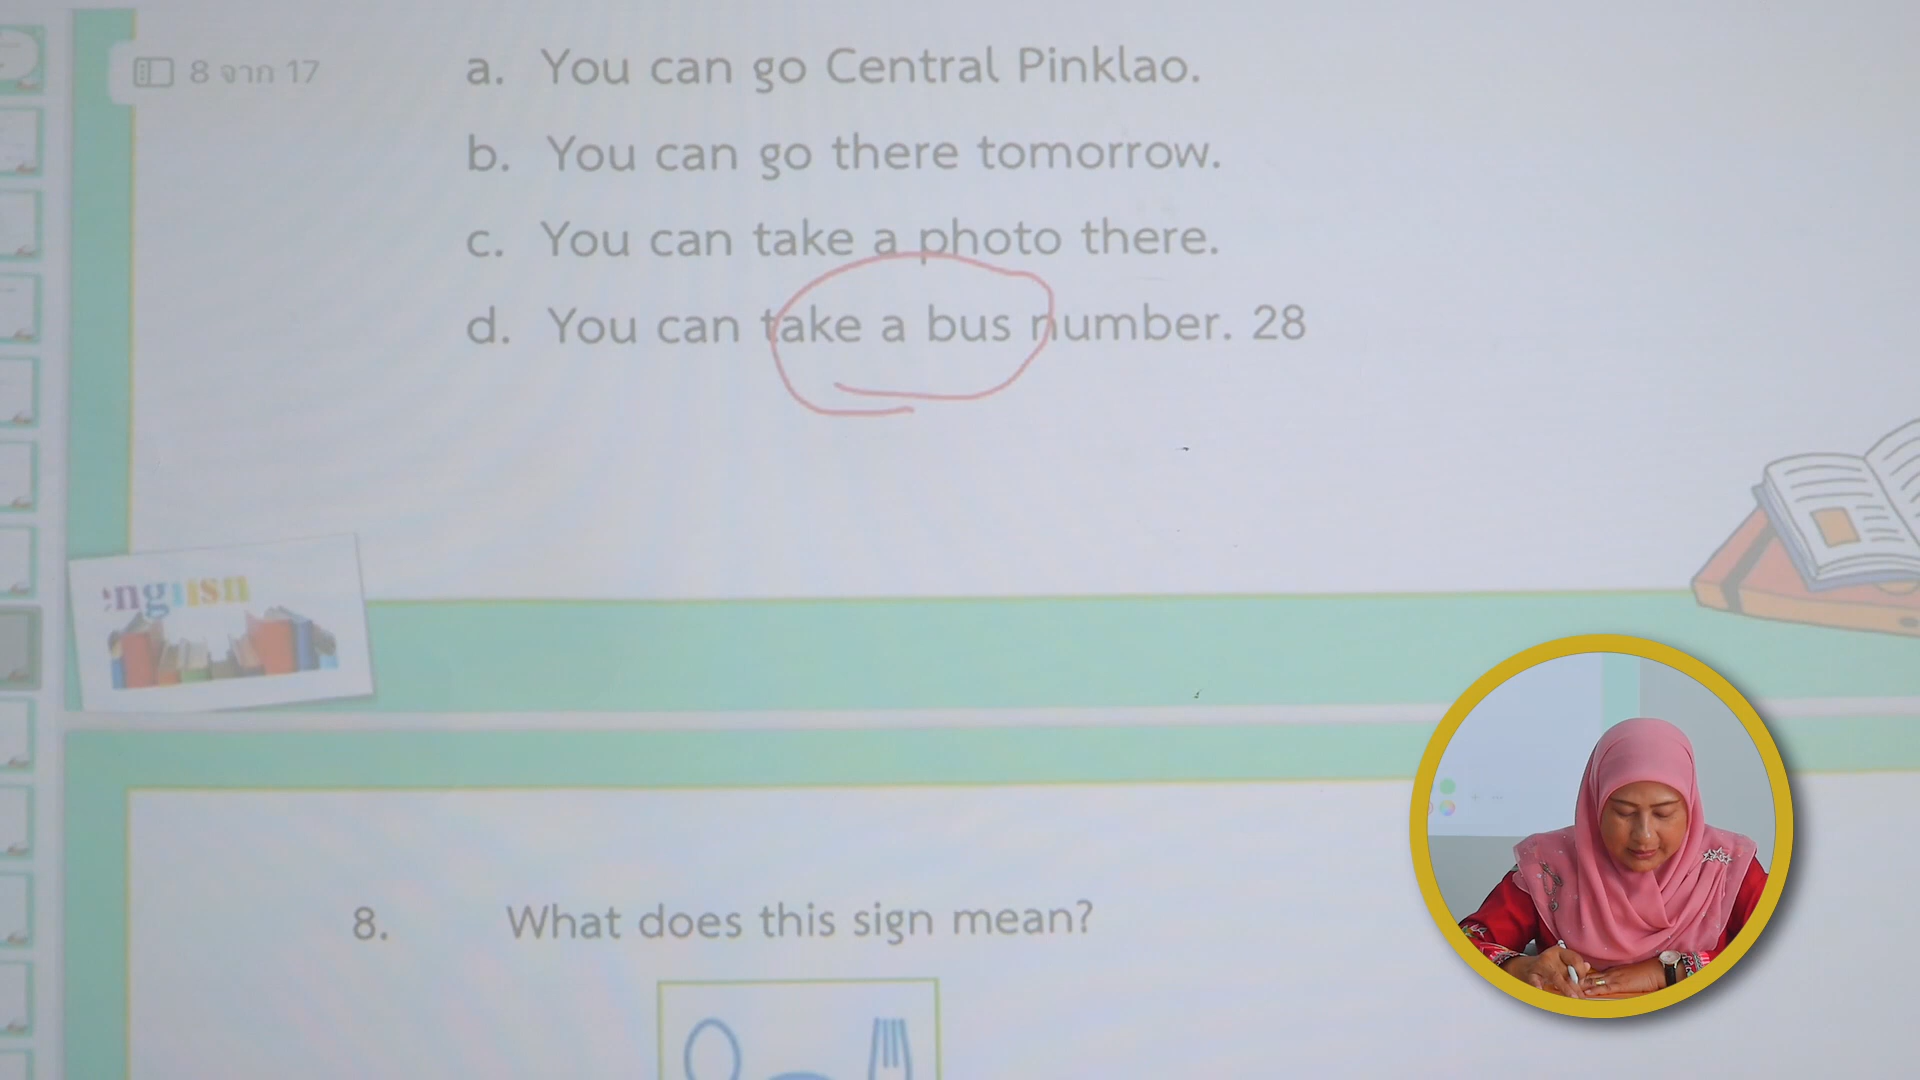 8 จาก 17
a. You can go Central Pinklao.
b. You can go there tomorrow.
c. You can take a photo there.
d. You can take a bus number. 28
english
8. What does this sign mean?